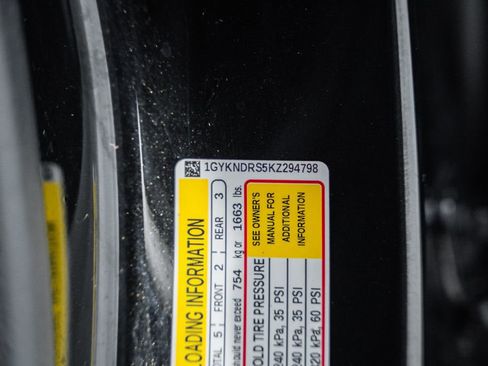 1GYKNDRS5KZ294798
LOADING INFORMATION
TOTAL 5 FRONT 2 REAR 3
should never exceed 754 kg or 1663 lbs.
SEE OWNER'S
MANUAL FOR
ADDITIONAL
INFORMATION
COLD TIRE PRESSURE
240 kPa, 35 PSI
240 kPa, 35 PSI
420 kPa, 60 PSI